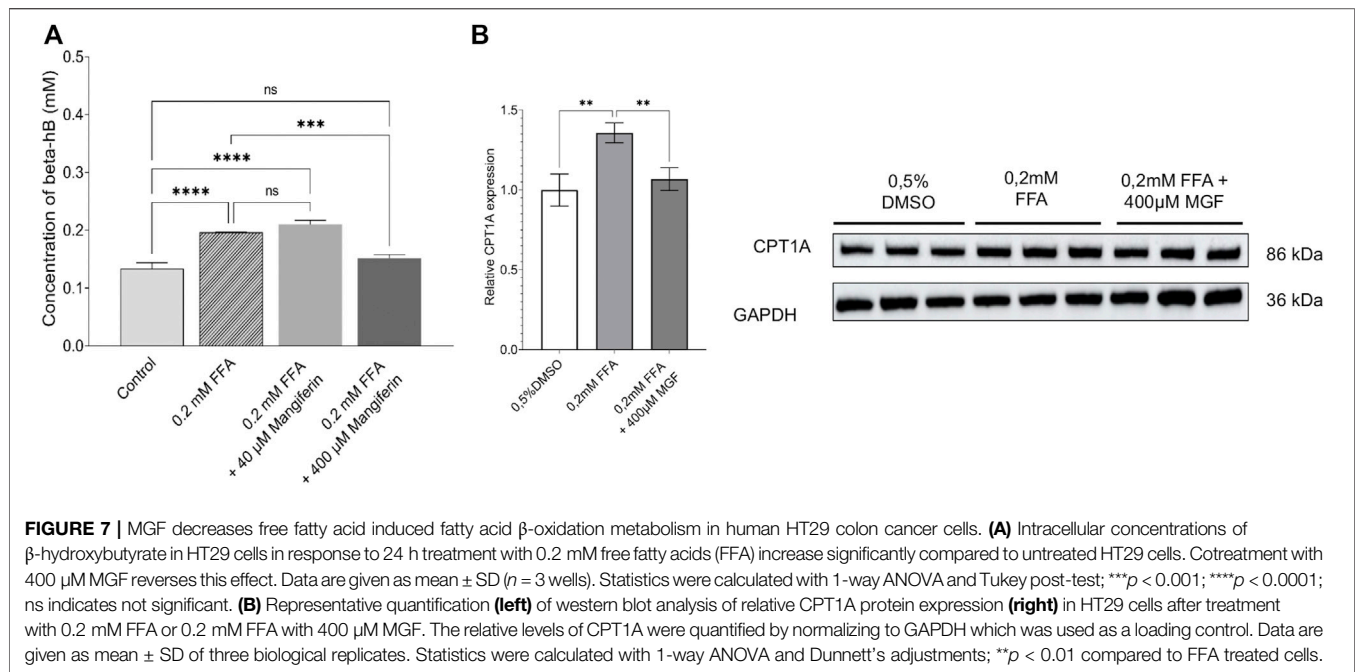 A
Concentration of beta-hB (mM)
0.5
0.4
0.3
0.2
0.1
0.0
ns
***
****
****
ns
Control
0.2 mM FFA
0.2 mM FFA
+ 40 µM Mangiferin
0.2 mM FFA
+ 400 µM Mangiferin
B
Relative CPT1A expression
1.5
1.0
0.5
0.0
**
**
0,5%DMSO
0,2mM FFA
0,2mM FFA
+ 400µM MGF
0,5%
DMSO
0,2mM
FFA
0,2mM FFA +
400µM MGF
CPT1A
86 kDa
GAPDH
36 kDa
FIGURE 7 | MGF decreases free fatty acid induced fatty acid β-oxidation metabolism in human HT29 colon cancer cells. (A) Intracellular concentrations of
β-hydroxybutyrate in HT29 cells in response to 24 h treatment with 0.2 mM free fatty acids (FFA) increase significantly compared to untreated HT29 cells. Cotreatment with
400 µM MGF reverses this effect. Data are given as mean ± SD (n = 3 wells). Statistics were calculated with 1-way ANOVA and Tukey post-test; ***p < 0.001; ****p < 0.0001;
ns indicates not significant. (B) Representative quantification (left) of western blot analysis of relative CPT1A protein expression (right) in HT29 cells after treatment
with 0.2 mM FFA or 0.2 mM FFA with 400 µM MGF. The relative levels of CPT1A were quantified by normalizing to GAPDH which was used as a loading control. Data are
given as mean ± SD of three biological replicates. Statistics were calculated with 1-way ANOVA and Dunnett's adjustments; **p < 0.01 compared to FFA treated cells.